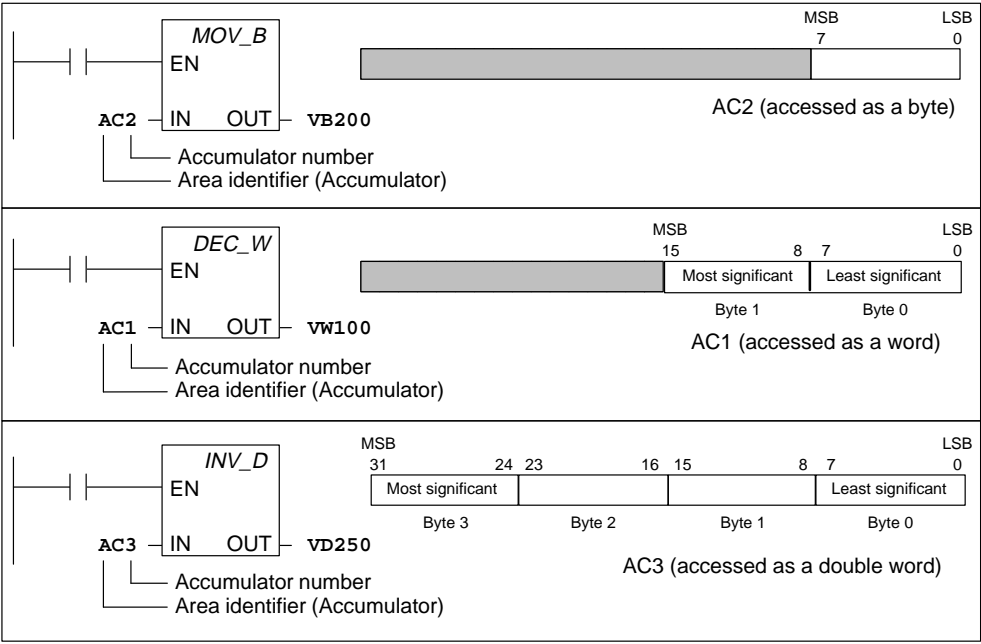 MOV_B
EN
AC2 IN OUT VB200
Accumulator number
Area identifier (Accumulator)
MSB LSB
7 0
AC2 (accessed as a byte)
DEC_W
EN
AC1 IN OUT VW100
Accumulator number
Area identifier (Accumulator)
MSB LSB
15 8 7 0
Most significant Least significant
Byte 1 Byte 0
AC1 (accessed as a word)
INV_D
EN
AC3 IN OUT VD250
Accumulator number
Area identifier (Accumulator)
MSB LSB
31 24 23 16 15 8 7 0
Most significant Least significant
Byte 3 Byte 2 Byte 1 Byte 0
AC3 (accessed as a double word)